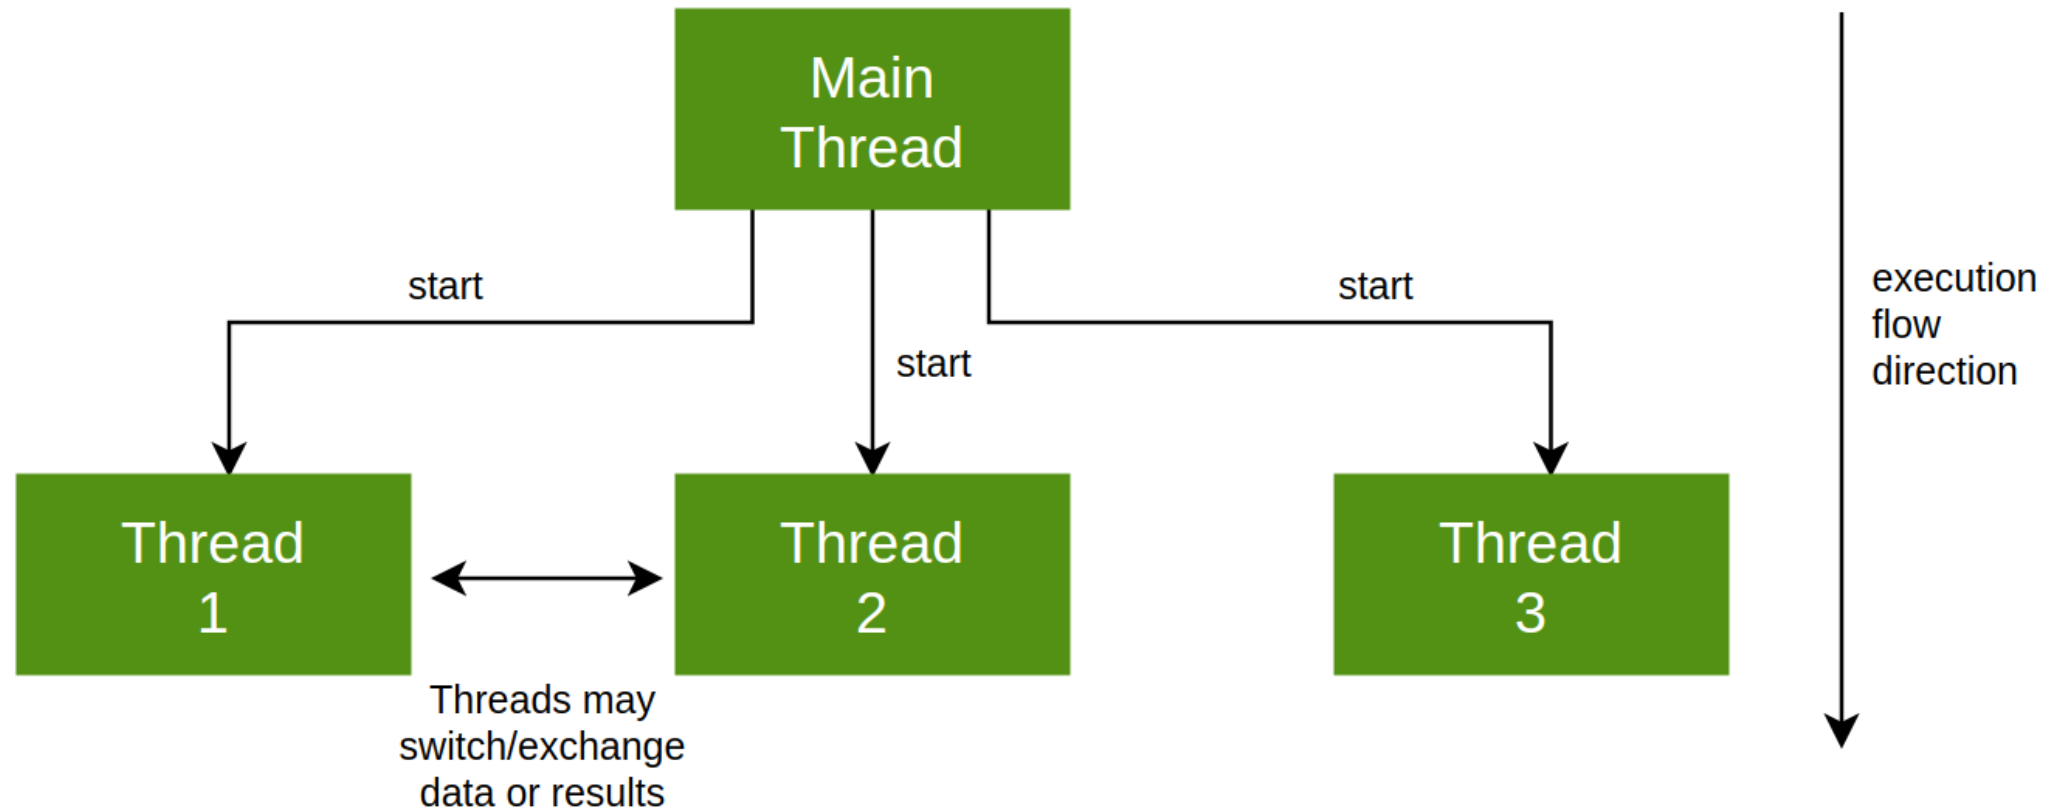 Main
Thread
start
start
start
execution
flow
direction
Thread
1
Thread
2
Thread
3
Threads may
switch/exchange
data or results